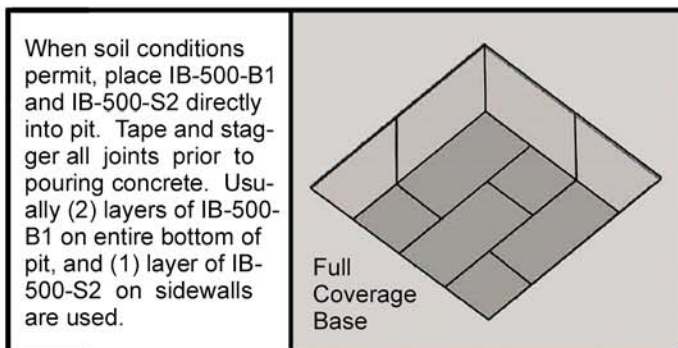 When soil conditions
permit, place IB-500-B1
and IB-500-S2 directly
into pit.  Tape and stag-
ger all joints prior to
pouring concrete.  Usu-
ally (2) layers of IB-500-
B1 on entire bottom of
pit, and (1) layer of IB-
500-S2 on sidewalls
are used.
Full
Coverage
Base